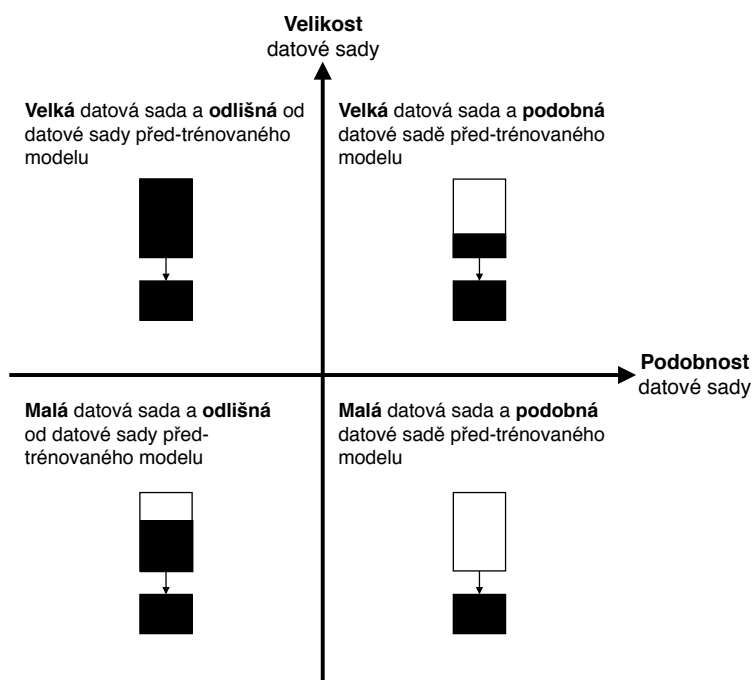 Velikost
datové sady
Velká datová sada a odlišná od
datové sady před-trénovaného
modelu
Velká datová sada a podobná
datové sadě před-trénovaného
modelu
Podobnost
datové sady
Malá datová sada a odlišná
od datové sady před-
trénovaného modelu
Malá datová sada a podobná
datové sadě před-trénovaného
modelu